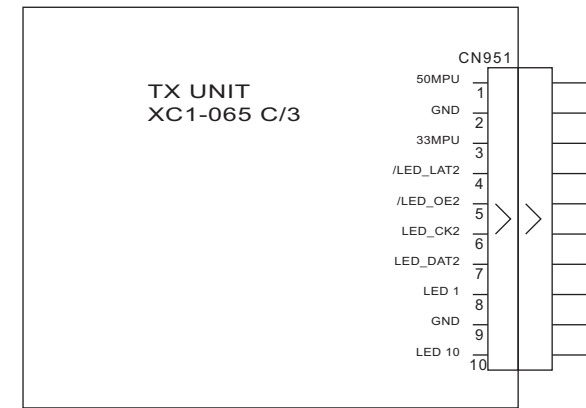 CN951
TX UNIT
XC1-065 C/3
50MPU
1
GND
2
33MPU
3
/LED_LAT2
4
/LED_OE2
5
LED_CK2
6
LED_DAT2
7
LED 1
8
GND
9
LED 10
10